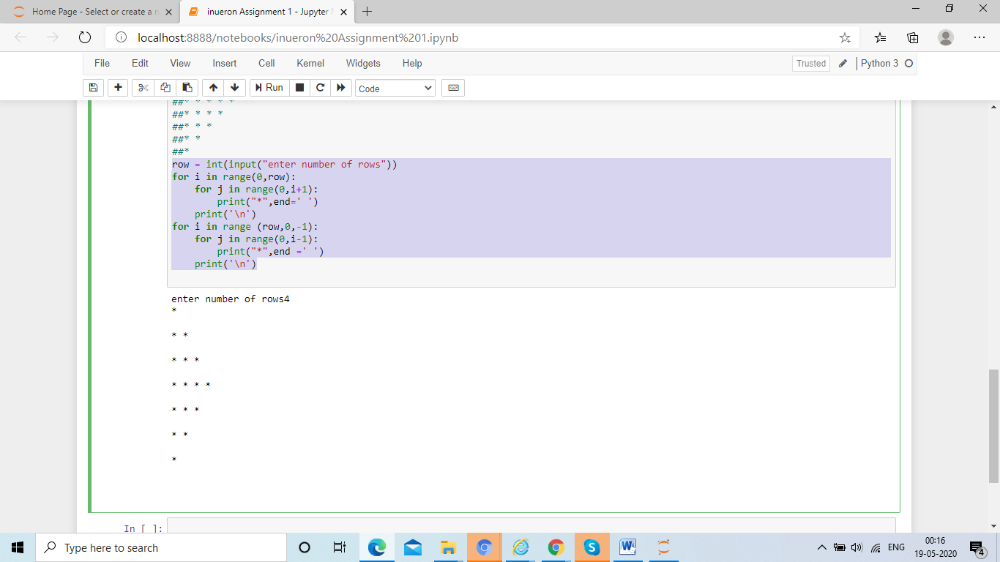 Home Page - Select or create a n
inueron Assignment 1 - Jupyter
localhost:8888/notebooks/inueron%20Assignment%201.ipynb
File Edit View Insert Cell Kernel Widgets Help
Trusted
Python 3
Run
Code
##* * * * *
##* * * *
##* * *
##* *
##*
row = int(input("enter number of rows"))
for i in range(0,row):
    for j in range(0,i+1):
        print("*",end=' ')
    print('\n')
for i in range (row,0,-1):
    for j in range(0,i-1):
        print("*",end =' ')
    print('\n')
enter number of rows4
*
* *
* * *
* * * *
* * *
* *
*
In [ ]:
Type here to search
ENG
00:16
19-05-2020
4